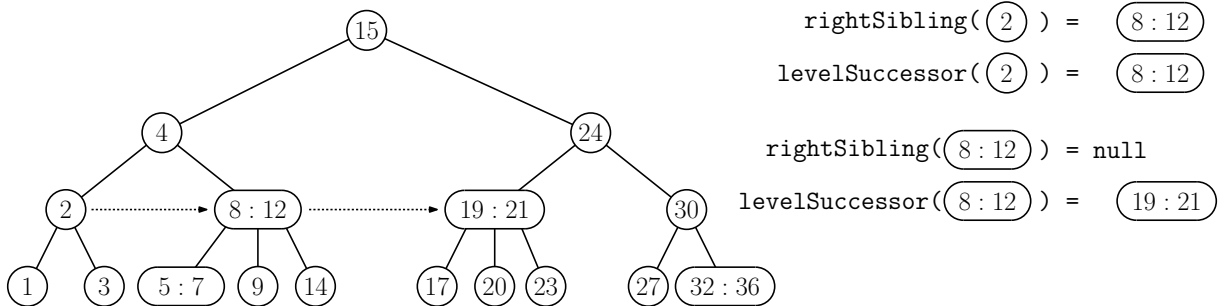 15
4
24
2
8 : 12
19 : 21
30
1
3
5 : 7
9
14
17
20
23
27
32 : 36
rightSibling( 2 ) = 8 : 12
levelSuccessor( 2 ) = 8 : 12
rightSibling( 8 : 12 ) = null
levelSuccessor( 8 : 12 ) = 19 : 21